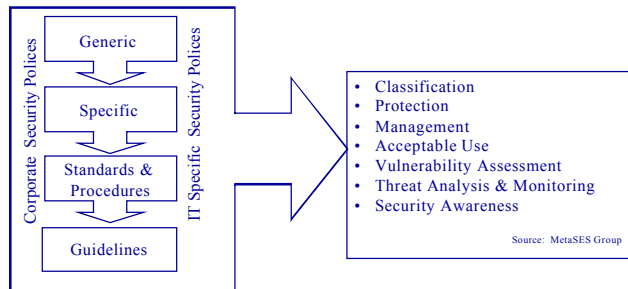 Generic
Specific
Standards &
Procedures
Guidelines
Corporate Security Polices
IT Specific Security Polices
• Classification
• Protection
• Management
• Acceptable Use
• Vulnerability Assessment
• Threat Analysis & Monitoring
• Security Awareness
Source: MetaSES Group